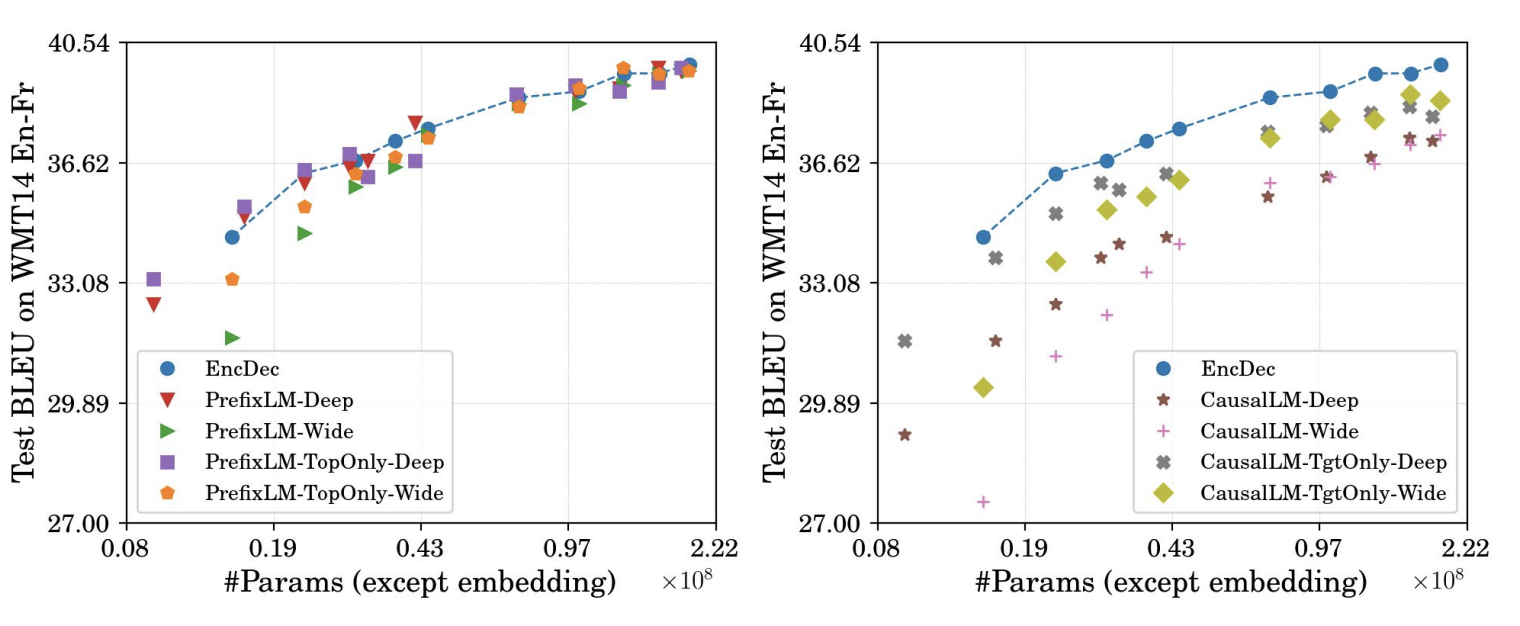 Test BLEU on WMT14 En-Fr
40.54
36.62
33.08
29.89
27.00
EncDec
PrefixLM-Deep
PrefixLM-Wide
PrefixLM-TopOnly-Deep
PrefixLM-TopOnly-Wide
0.08
0.19
0.43
0.97
2.22
#Params (except embedding)
×10⁸
Test BLEU on WMT14 En-Fr
40.54
36.62
33.08
29.89
27.00
EncDec
CausalLM-Deep
CausalLM-Wide
CausalLM-TgtOnly-Deep
CausalLM-TgtOnly-Wide
0.08
0.19
0.43
0.97
2.22
#Params (except embedding)
×10⁸